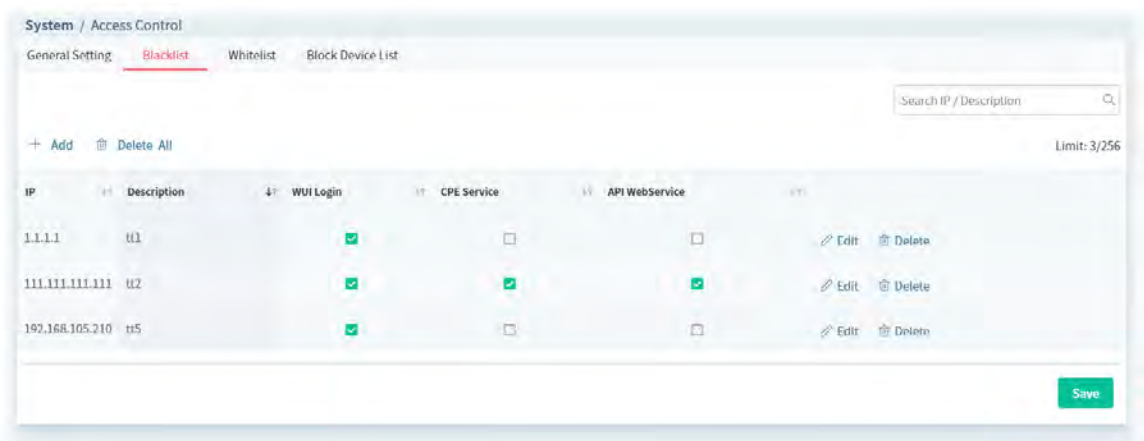 System / Access Control
General Setting Blacklist Whitelist Block Device List
Search IP / Description
+ Add Delete All Limit: 3/256
IP Description WUI Login CPE Service API WebService
1.1.1.1 tt1 Edit Delete
111.111.111.111 tt2 Edit Delete
192.168.105.210 tt5 Edit Delete
Save